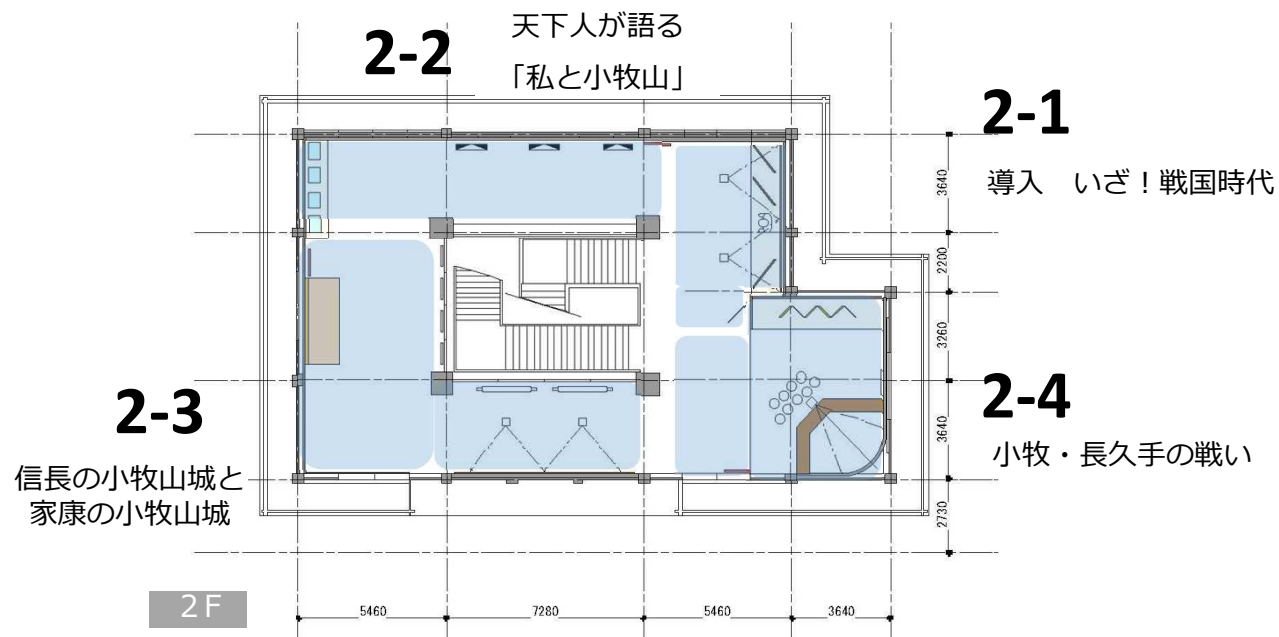 2-2
天下人が語る
「私と小牧山」
2-1
導入　いざ！戦国時代
2-3
信長の小牧山城と
家康の小牧山城
2-4
小牧・長久手の戦い
3640
2200
3260
3640
2730
2F
5460
7280
5460
3640